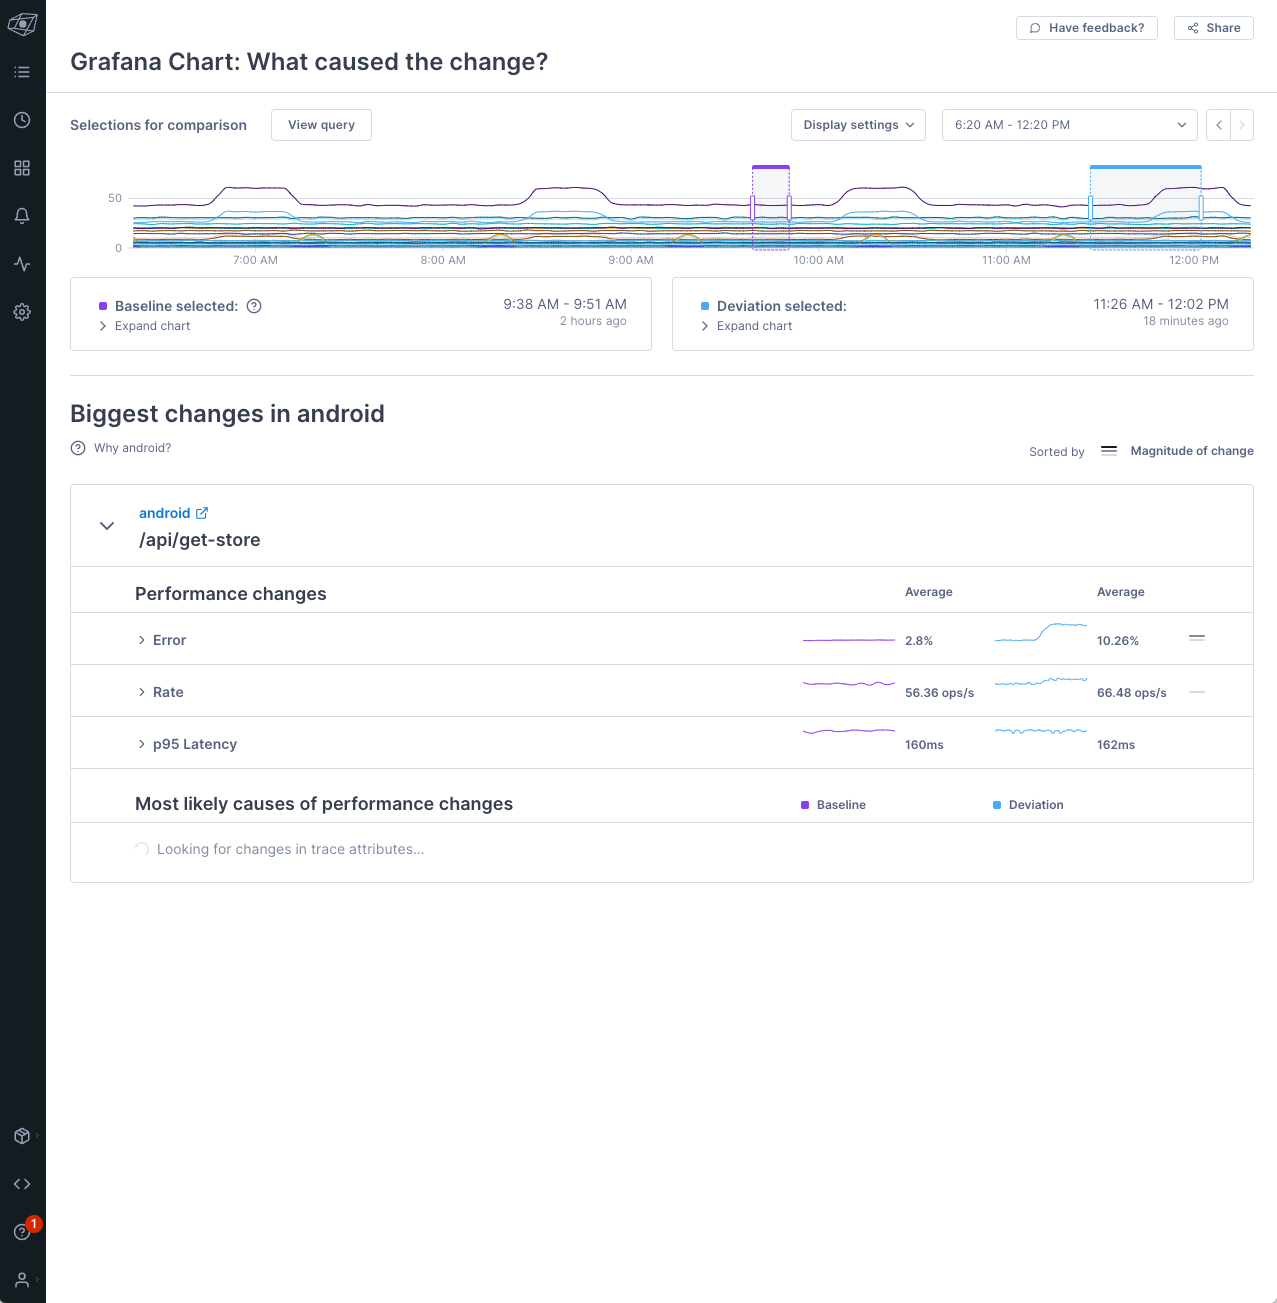 Have feedback?
Share
Grafana Chart: What caused the change?
Selections for comparison
View query
Display settings
6:20 AM - 12:20 PM
50
0
7:00 AM
8:00 AM
9:00 AM
10:00 AM
11:00 AM
12:00 PM
Baseline selected:
9:38 AM - 9:51 AM
Expand chart
2 hours ago
Deviation selected:
11:26 AM - 12:02 PM
Expand chart
18 minutes ago
Biggest changes in android
Why android?
Sorted by
Magnitude of change
android
/api/get-store
Performance changes
Average
Average
Error
2.8%
10.26%
Rate
56.36 ops/s
66.48 ops/s
p95 Latency
160ms
162ms
Most likely causes of performance changes
Baseline
Deviation
Looking for changes in trace attributes...
1